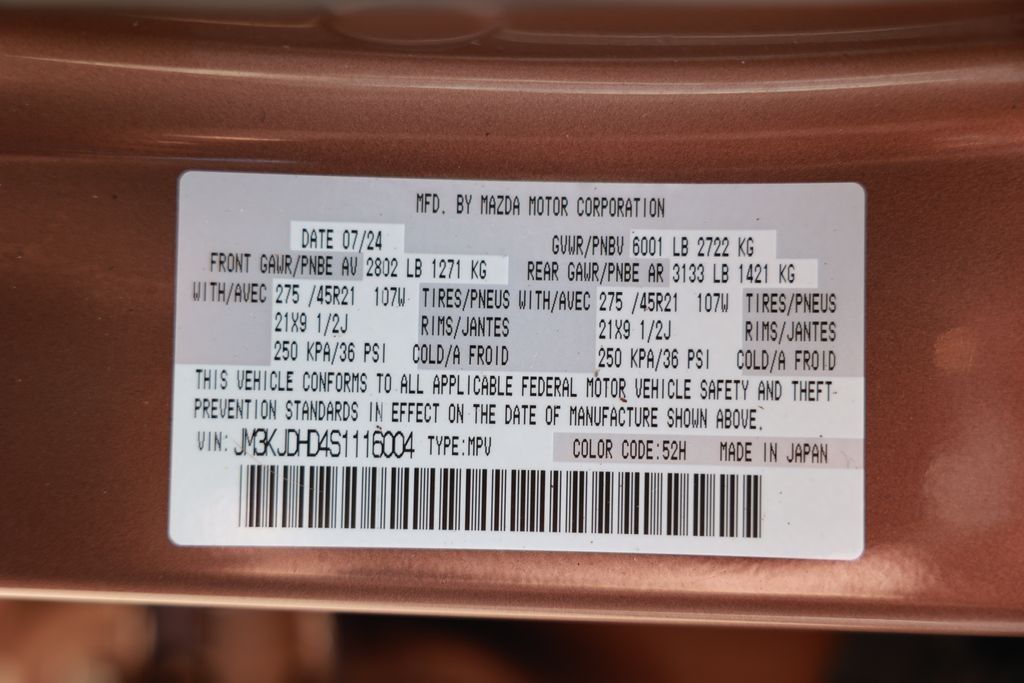 MFD. BY MAZDA MOTOR CORPORATION
DATE 07/24 GVWR/PNBV 6001 LB 2722 KG
FRONT GAWR/PNBE AV 2802 LB 1271 KG REAR GAWR/PNBE AR 3133 LB 1421 KG
WITH/AVEC 275 /45R21 107W TIRES/PNEUS WITH/AVEC 275 /45R21 107W TIRES/PNEUS
21X9 1/2J RIMS/JANTES 21X9 1/2J RIMS/JANTES
250 KPA/36 PSI COLD/A FROID 250 KPA/36 PSI COLD/A FROID
THIS VEHICLE CONFORMS TO ALL APPLICABLE FEDERAL MOTOR VEHICLE SAFETY AND THEFT-
PREVENTION STANDARDS IN EFFECT ON THE DATE OF MANUFACTURE SHOWN ABOVE.
VIN: JM3KJDHD4S1116004 TYPE:MPV COLOR CODE:52H MADE IN JAPAN